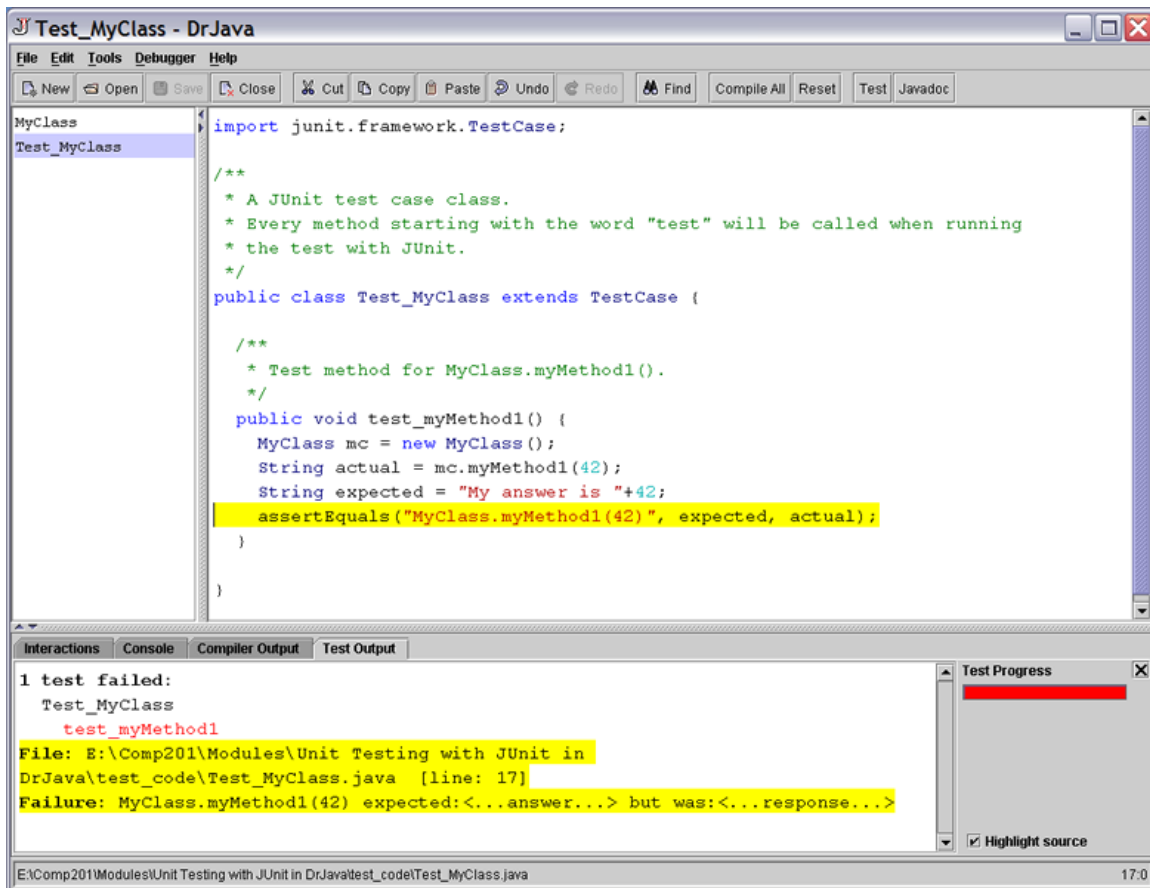 Test_MyClass - DrJava
File Edit Tools Debugger Help
New Open Save Close Cut Copy Paste Undo Redo Find Compile All Reset Test Javadoc
MyClass
Test_MyClass
import junit.framework.TestCase;
/**
 * A JUnit test case class.
 * Every method starting with the word "test" will be called when running
 * the test with JUnit.
 */
public class Test_MyClass extends TestCase {
  /**
   * Test method for MyClass.myMethod1().
   */
  public void test_myMethod1() {
    MyClass mc = new MyClass();
    String actual = mc.myMethod1(42);
    String expected = "My answer is "+42;
    assertEquals("MyClass.myMethod1(42)", expected, actual);
  }
}
Interactions Console Compiler Output Test Output
1 test failed:
  Test_MyClass
    test_myMethod1
File: E:\Comp201\Modules\Unit Testing with JUnit in
DrJava\test_code\Test_MyClass.java  [line: 17]
Failure: MyClass.myMethod1(42) expected:<...answer...> but was:<...response...>
Test Progress
Highlight source
E:\Comp201\Modules\Unit Testing with JUnit in DrJava\test_code\Test_MyClass.java 17:0